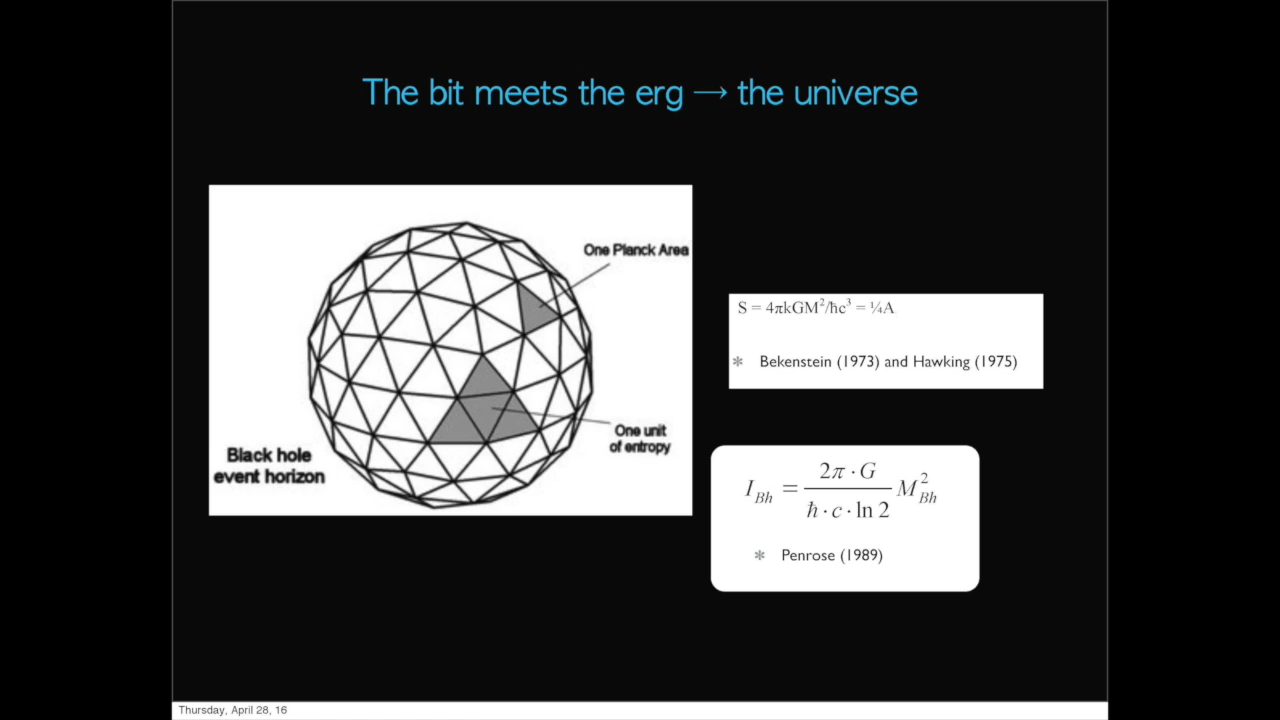 The bit meets the erg → the universe
One Planck Area
One unit
of entropy
Black hole
event horizon
S = 4πkGM²/ħc³ = ¼A
* Bekenstein (1973) and Hawking (1975)
I_Bh = 2π · G / ħ · c · ln 2 M²_Bh
* Penrose (1989)
Thursday, April 28, 16